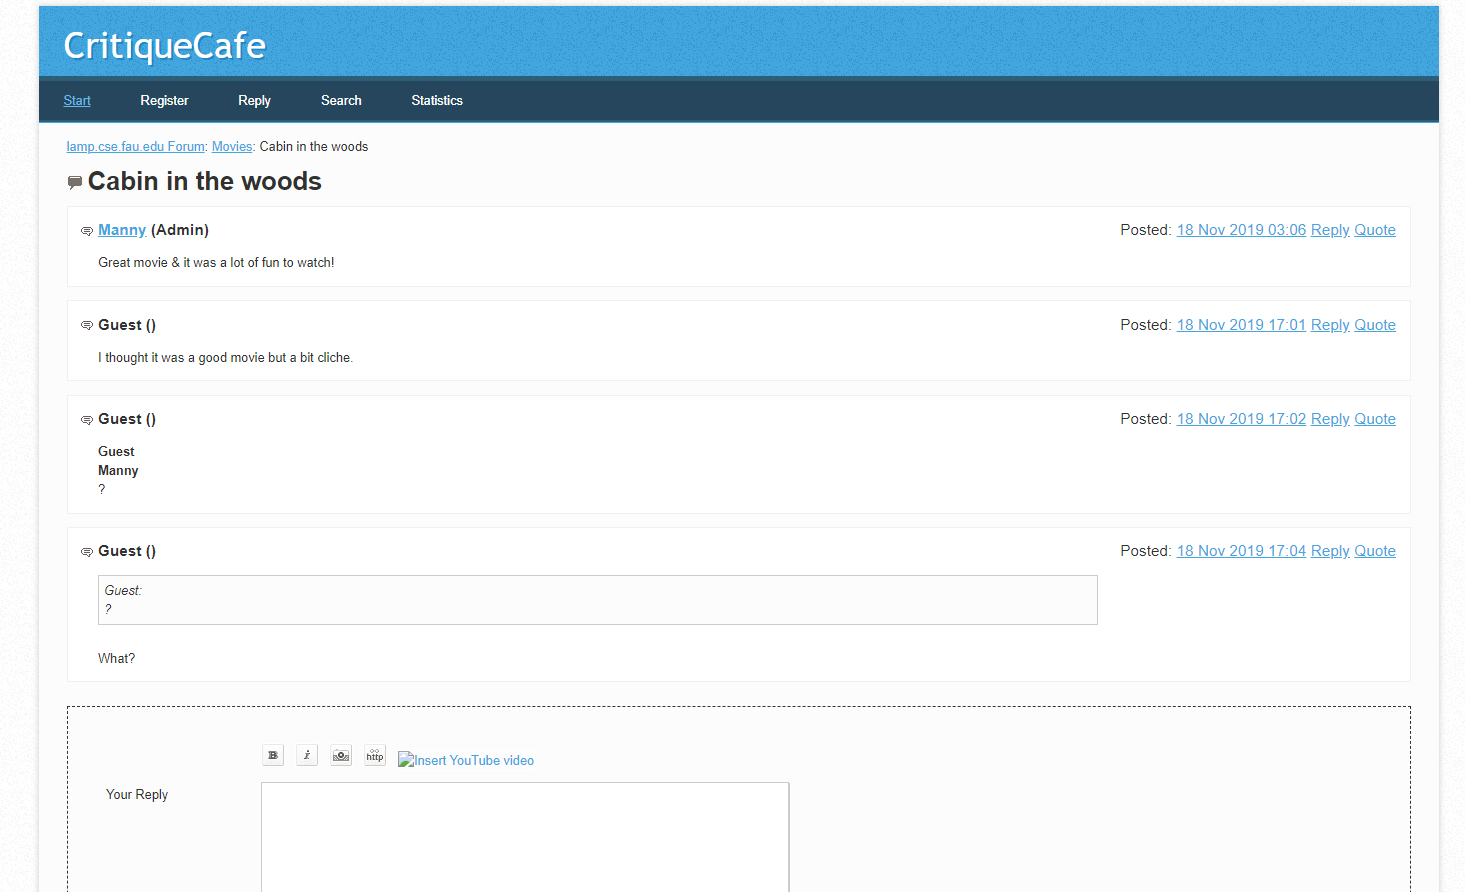 CritiqueCafe
Start Register Reply Search Statistics
lamp.cse.fau.edu Forum: Movies: Cabin in the woods
Cabin in the woods
Manny (Admin) Posted: 18 Nov 2019 03:06 Reply Quote
Great movie & it was a lot of fun to watch!
Guest () Posted: 18 Nov 2019 17:01 Reply Quote
I thought it was a good movie but a bit cliche.
Guest () Posted: 18 Nov 2019 17:02 Reply Quote
Guest
Manny
?
Guest () Posted: 18 Nov 2019 17:04 Reply Quote
Guest:
?
What?
B i http Insert YouTube video
Your Reply